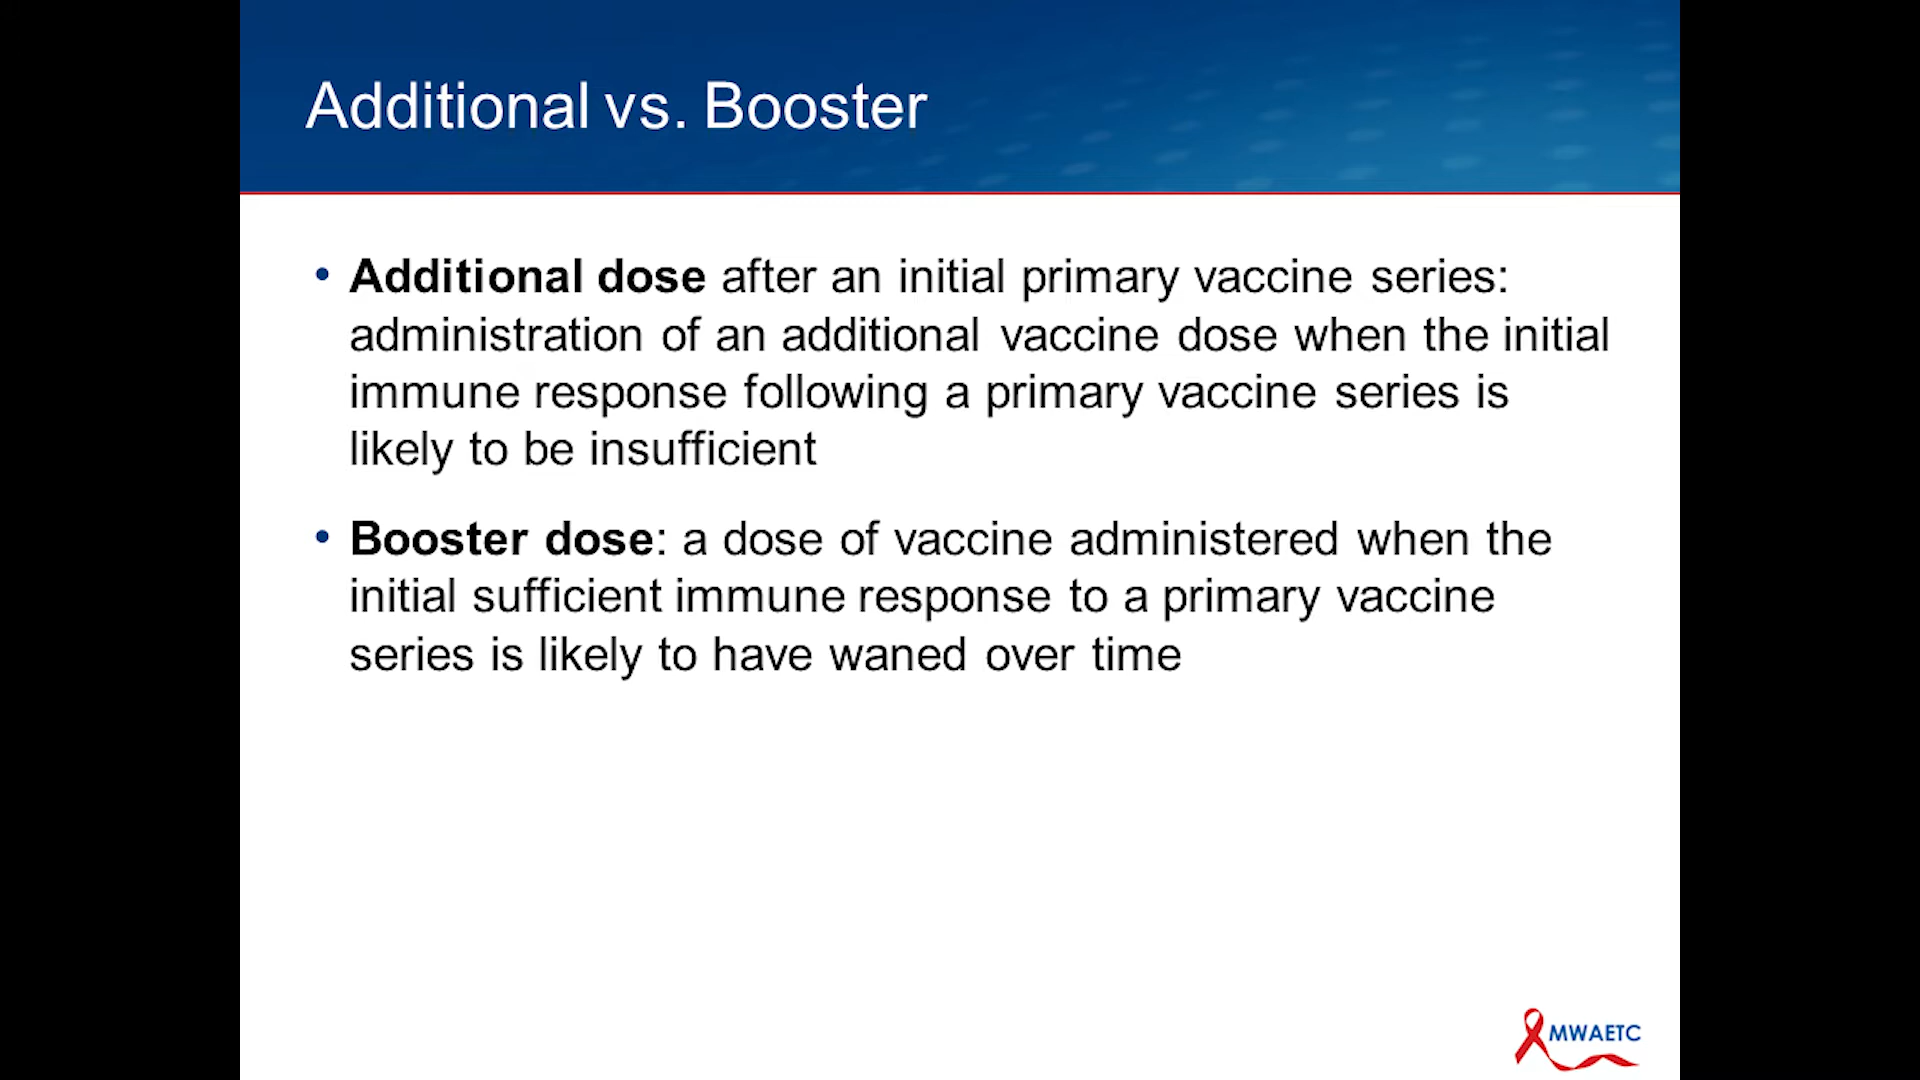 Additional vs. Booster
• Additional dose after an initial primary vaccine series:
administration of an additional vaccine dose when the initial
immune response following a primary vaccine series is
likely to be insufficient
• Booster dose: a dose of vaccine administered when the
initial sufficient immune response to a primary vaccine
series is likely to have waned over time
MWAETC